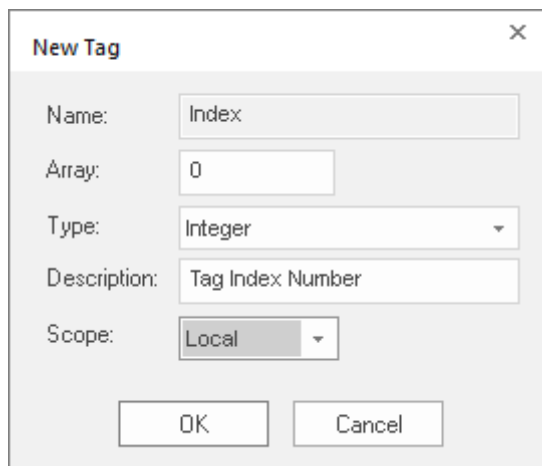 New Tag
Name: Index
Array: 0
Type: Integer
Description: Tag Index Number
Scope: Local
OK Cancel